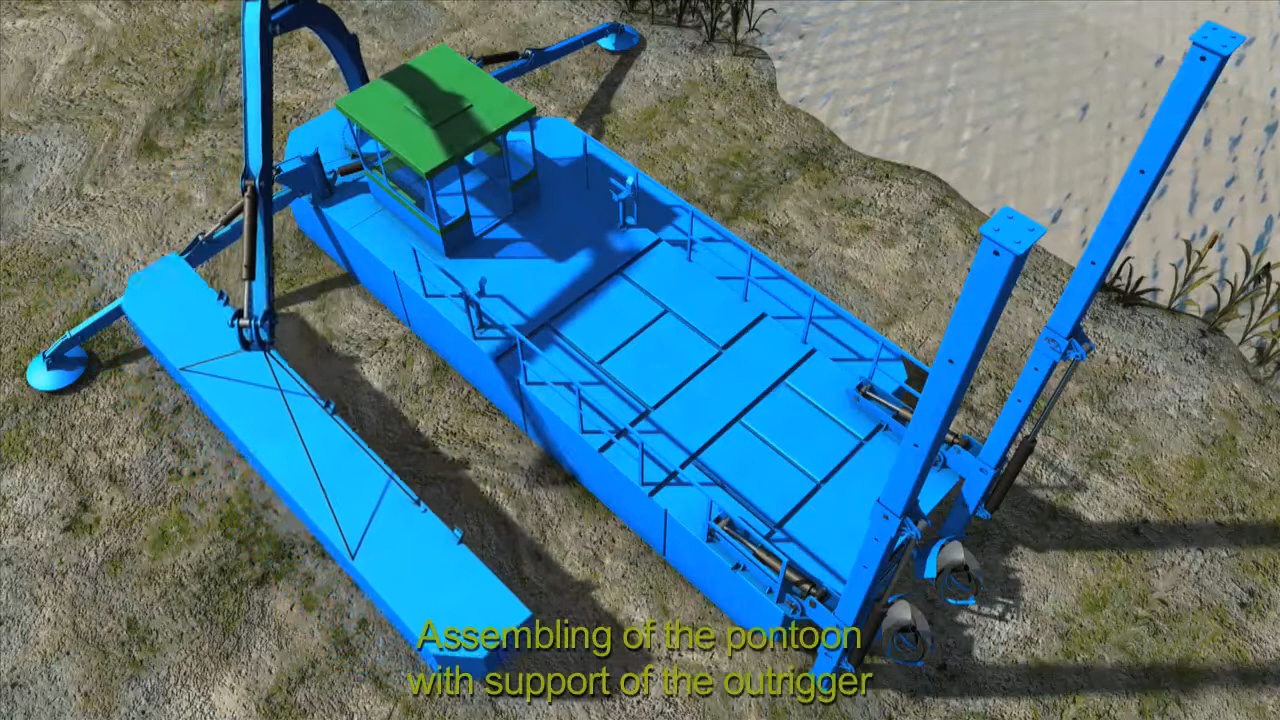 Assembling of the pontoon
with support of the outrigger